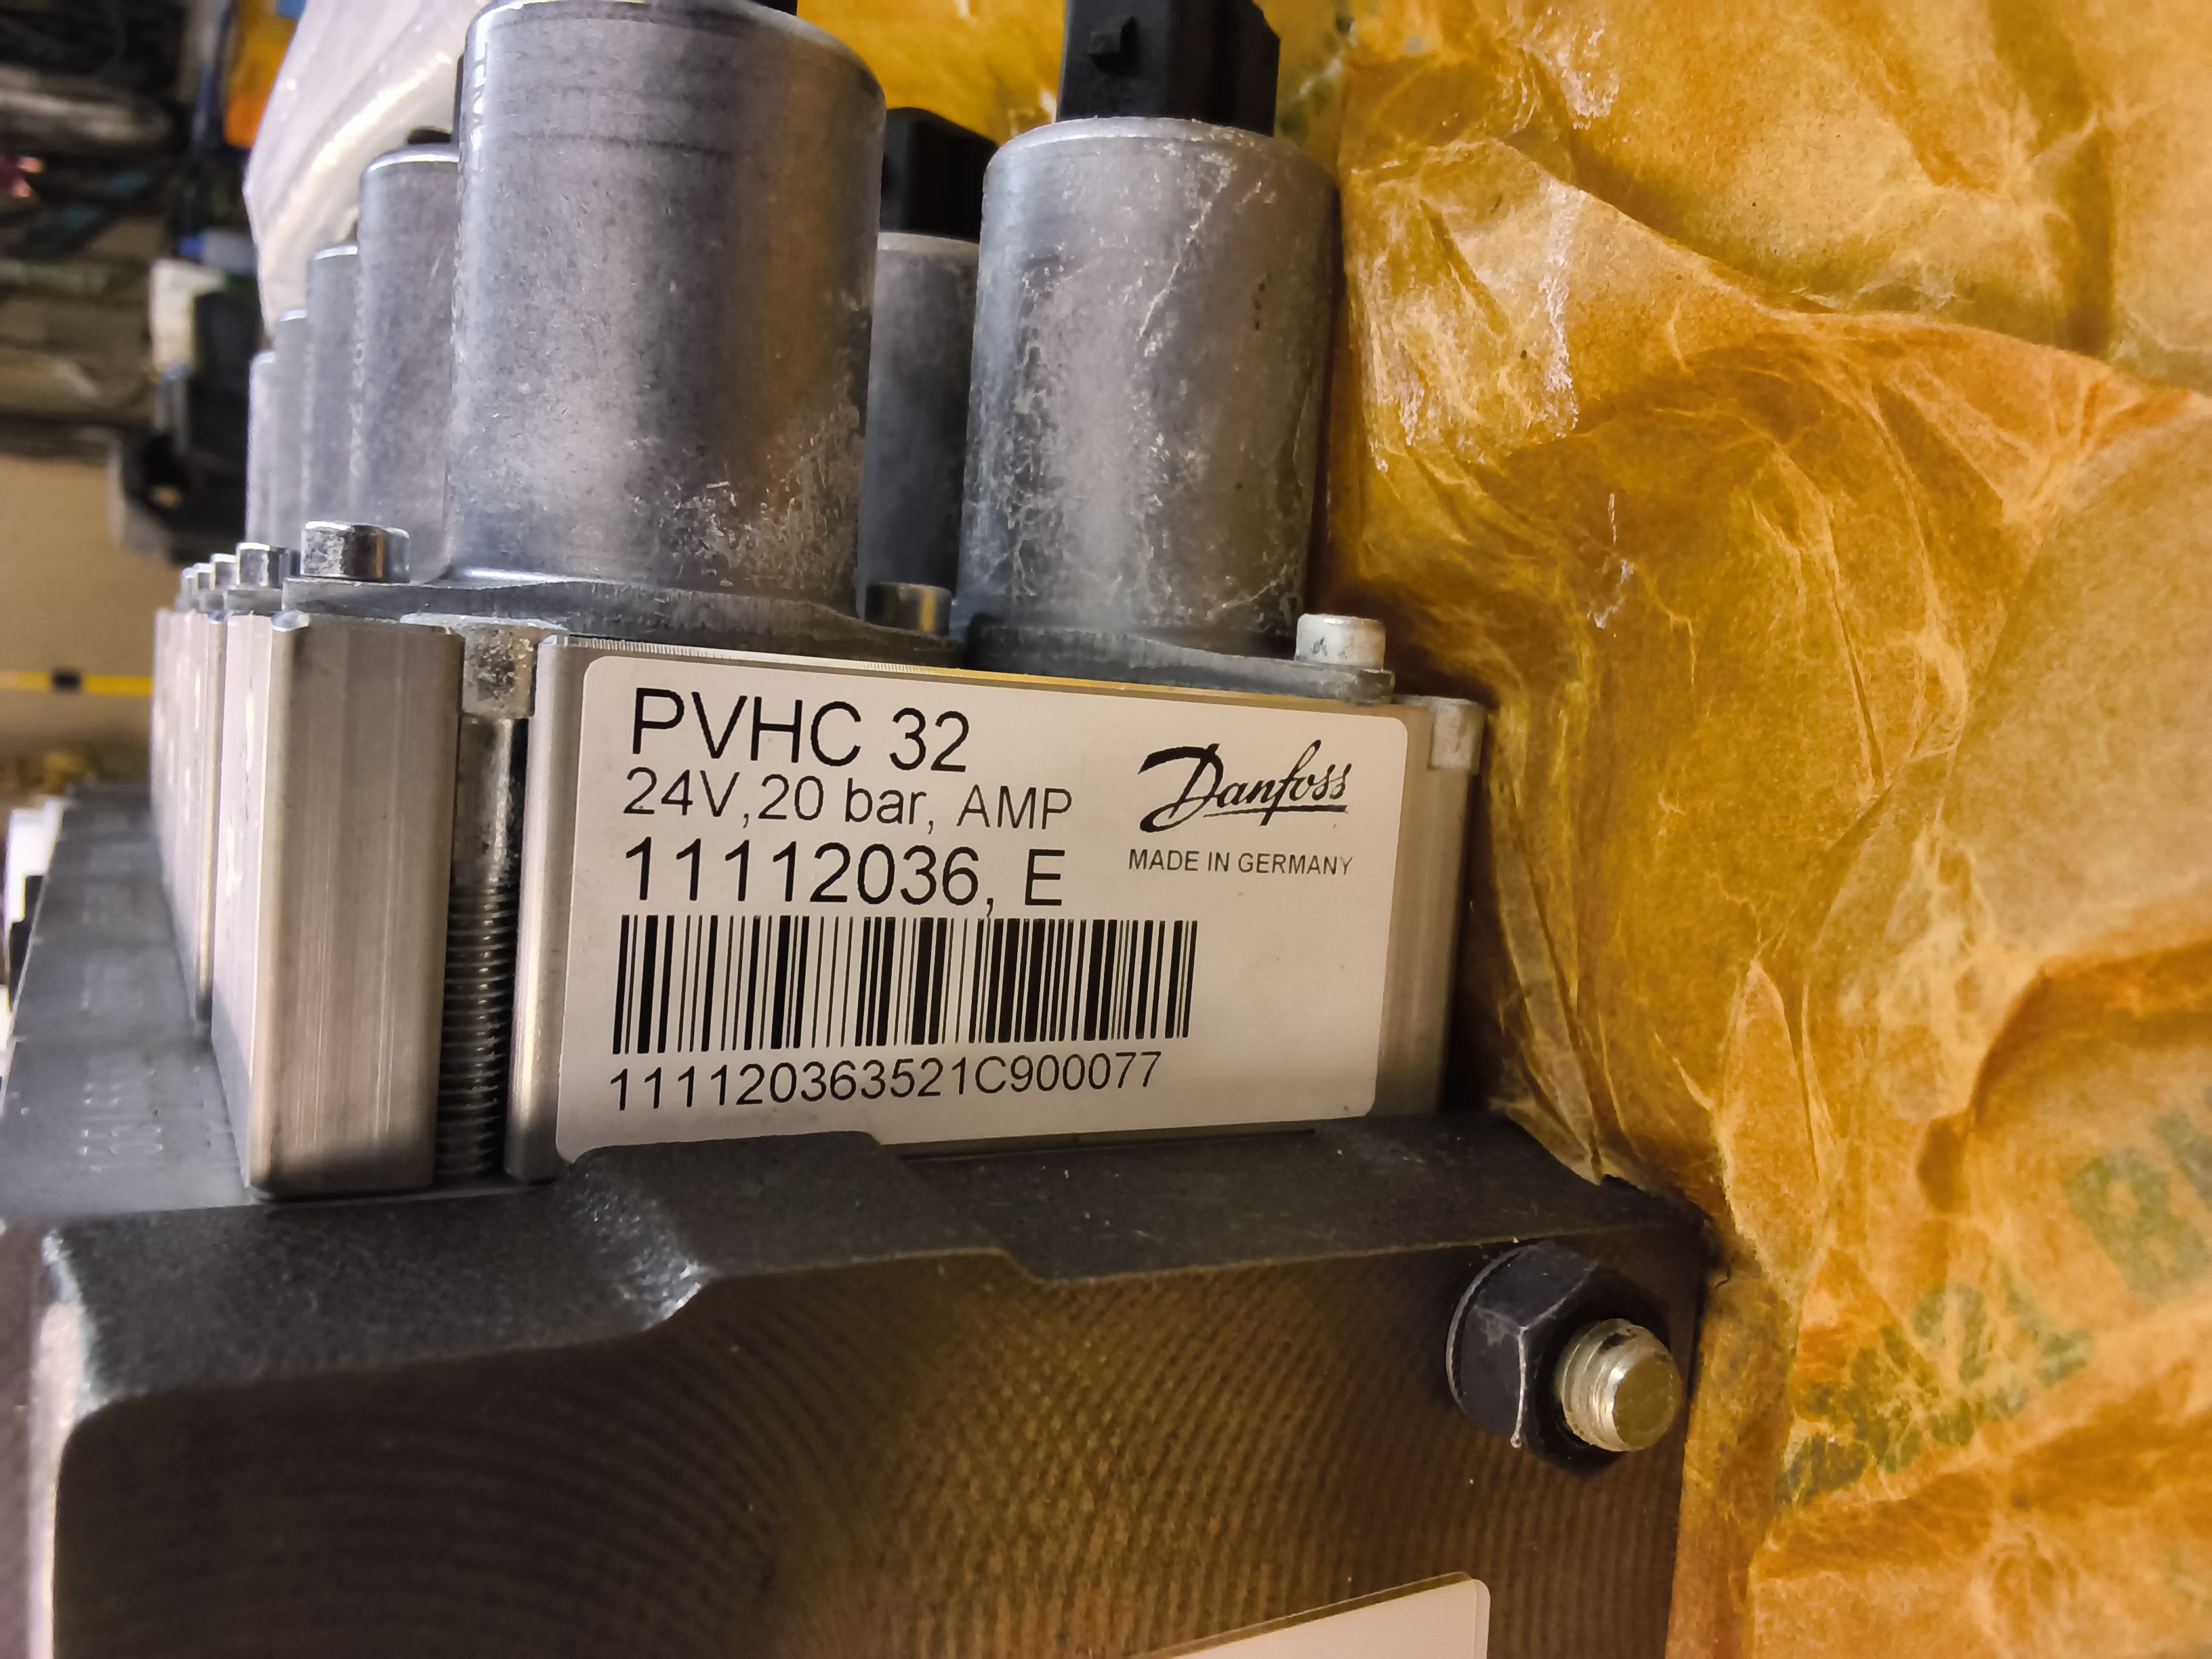 PVHC 32
24V,20 bar, AMP
11112036, E
Danfoss
MADE IN GERMANY
111120363521C900077